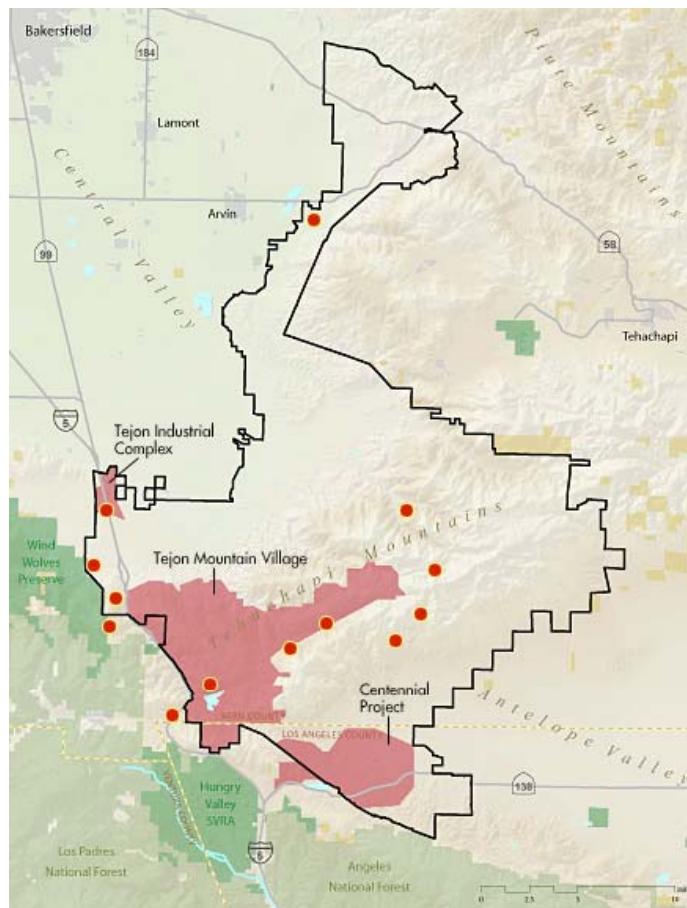 Bakersfield
184
Piute Mountains
Lamont
Central Valley
Arvin
99
58
Tehachapi
5
Tejon Industrial
Complex
Wind
Wolves
Preserve
Tejon Mountain Village
Tehachapi Mountains
Centennial
Project
KERN COUNTY
LOS ANGELES COUNTY
Antelope Valley
VENTURA COUNTY
Hungry
Valley
SVRA
138
Los Padres
National Forest
5
Angeles
National Forest
0 2.5 5 10